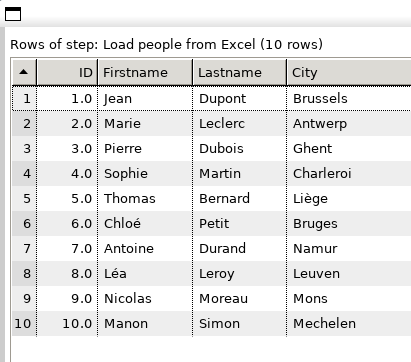 Rows of step: Load people from Excel (10 rows)
ID Firstname Lastname City
1 1.0 Jean Dupont Brussels
2 2.0 Marie Leclerc Antwerp
3 3.0 Pierre Dubois Ghent
4 4.0 Sophie Martin Charleroi
5 5.0 Thomas Bernard Liège
6 6.0 Chloé Petit Bruges
7 7.0 Antoine Durand Namur
8 8.0 Léa Leroy Leuven
9 9.0 Nicolas Moreau Mons
10 10.0 Manon Simon Mechelen